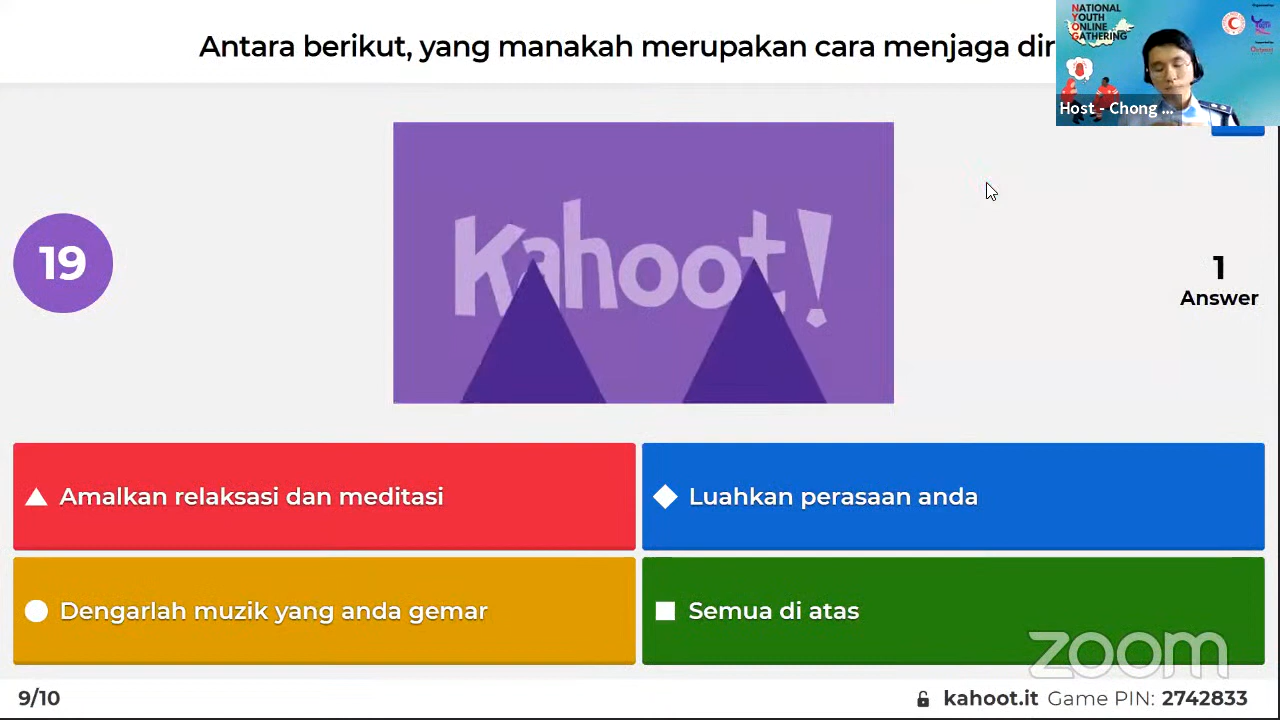 Antara berikut, yang manakah merupakan cara menjaga dir
NATIONAL
YOUTH
ONLINE
GATHERING
Host - Chong ...
19
Kahoot!
1
Answer
Amalkan relaksasi dan meditasi
Luahkan perasaan anda
Dengarlah muzik yang anda gemar
Semua di atas
zoom
9/10
kahoot.it Game PIN: 2742833